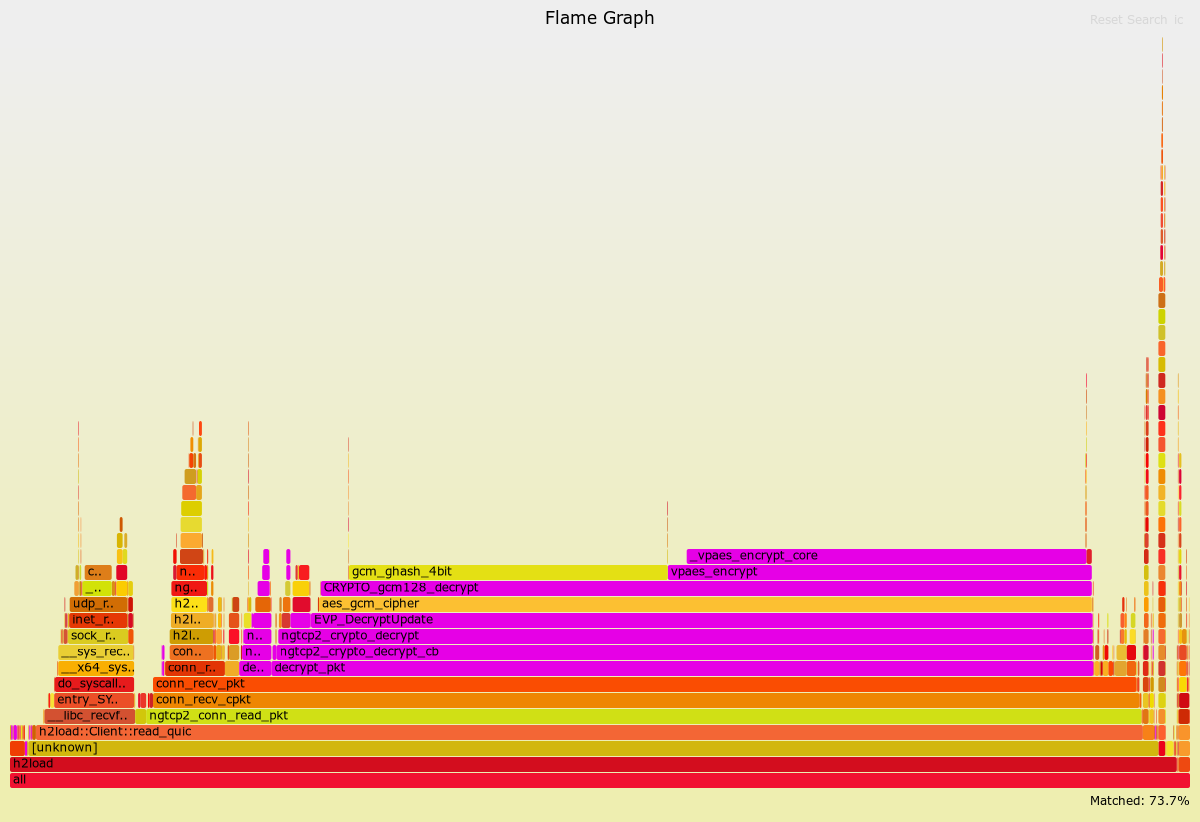 Flame Graph
Reset Search ic
_vpaes_encrypt_core
c.. n.. gcm_ghash_4bit vpaes_encrypt
_.. ng.. CRYPTO_gcm128_decrypt
udp_r.. h2.. aes_gcm_cipher
inet_r.. h2l.. EVP_DecryptUpdate
sock_r.. h2l.. n.. ngtcp2_crypto_decrypt
__sys_rec.. con.. n.. ngtcp2_crypto_decrypt_cb
__x64_sys.. conn_r.. de.. decrypt_pkt
do_syscall.. conn_recv_pkt
entry_SY.. conn_recv_cpkt
__libc_recvf.. ngtcp2_conn_read_pkt
h2load::Client::read_quic
[unknown]
h2load
all
Matched: 73.7%